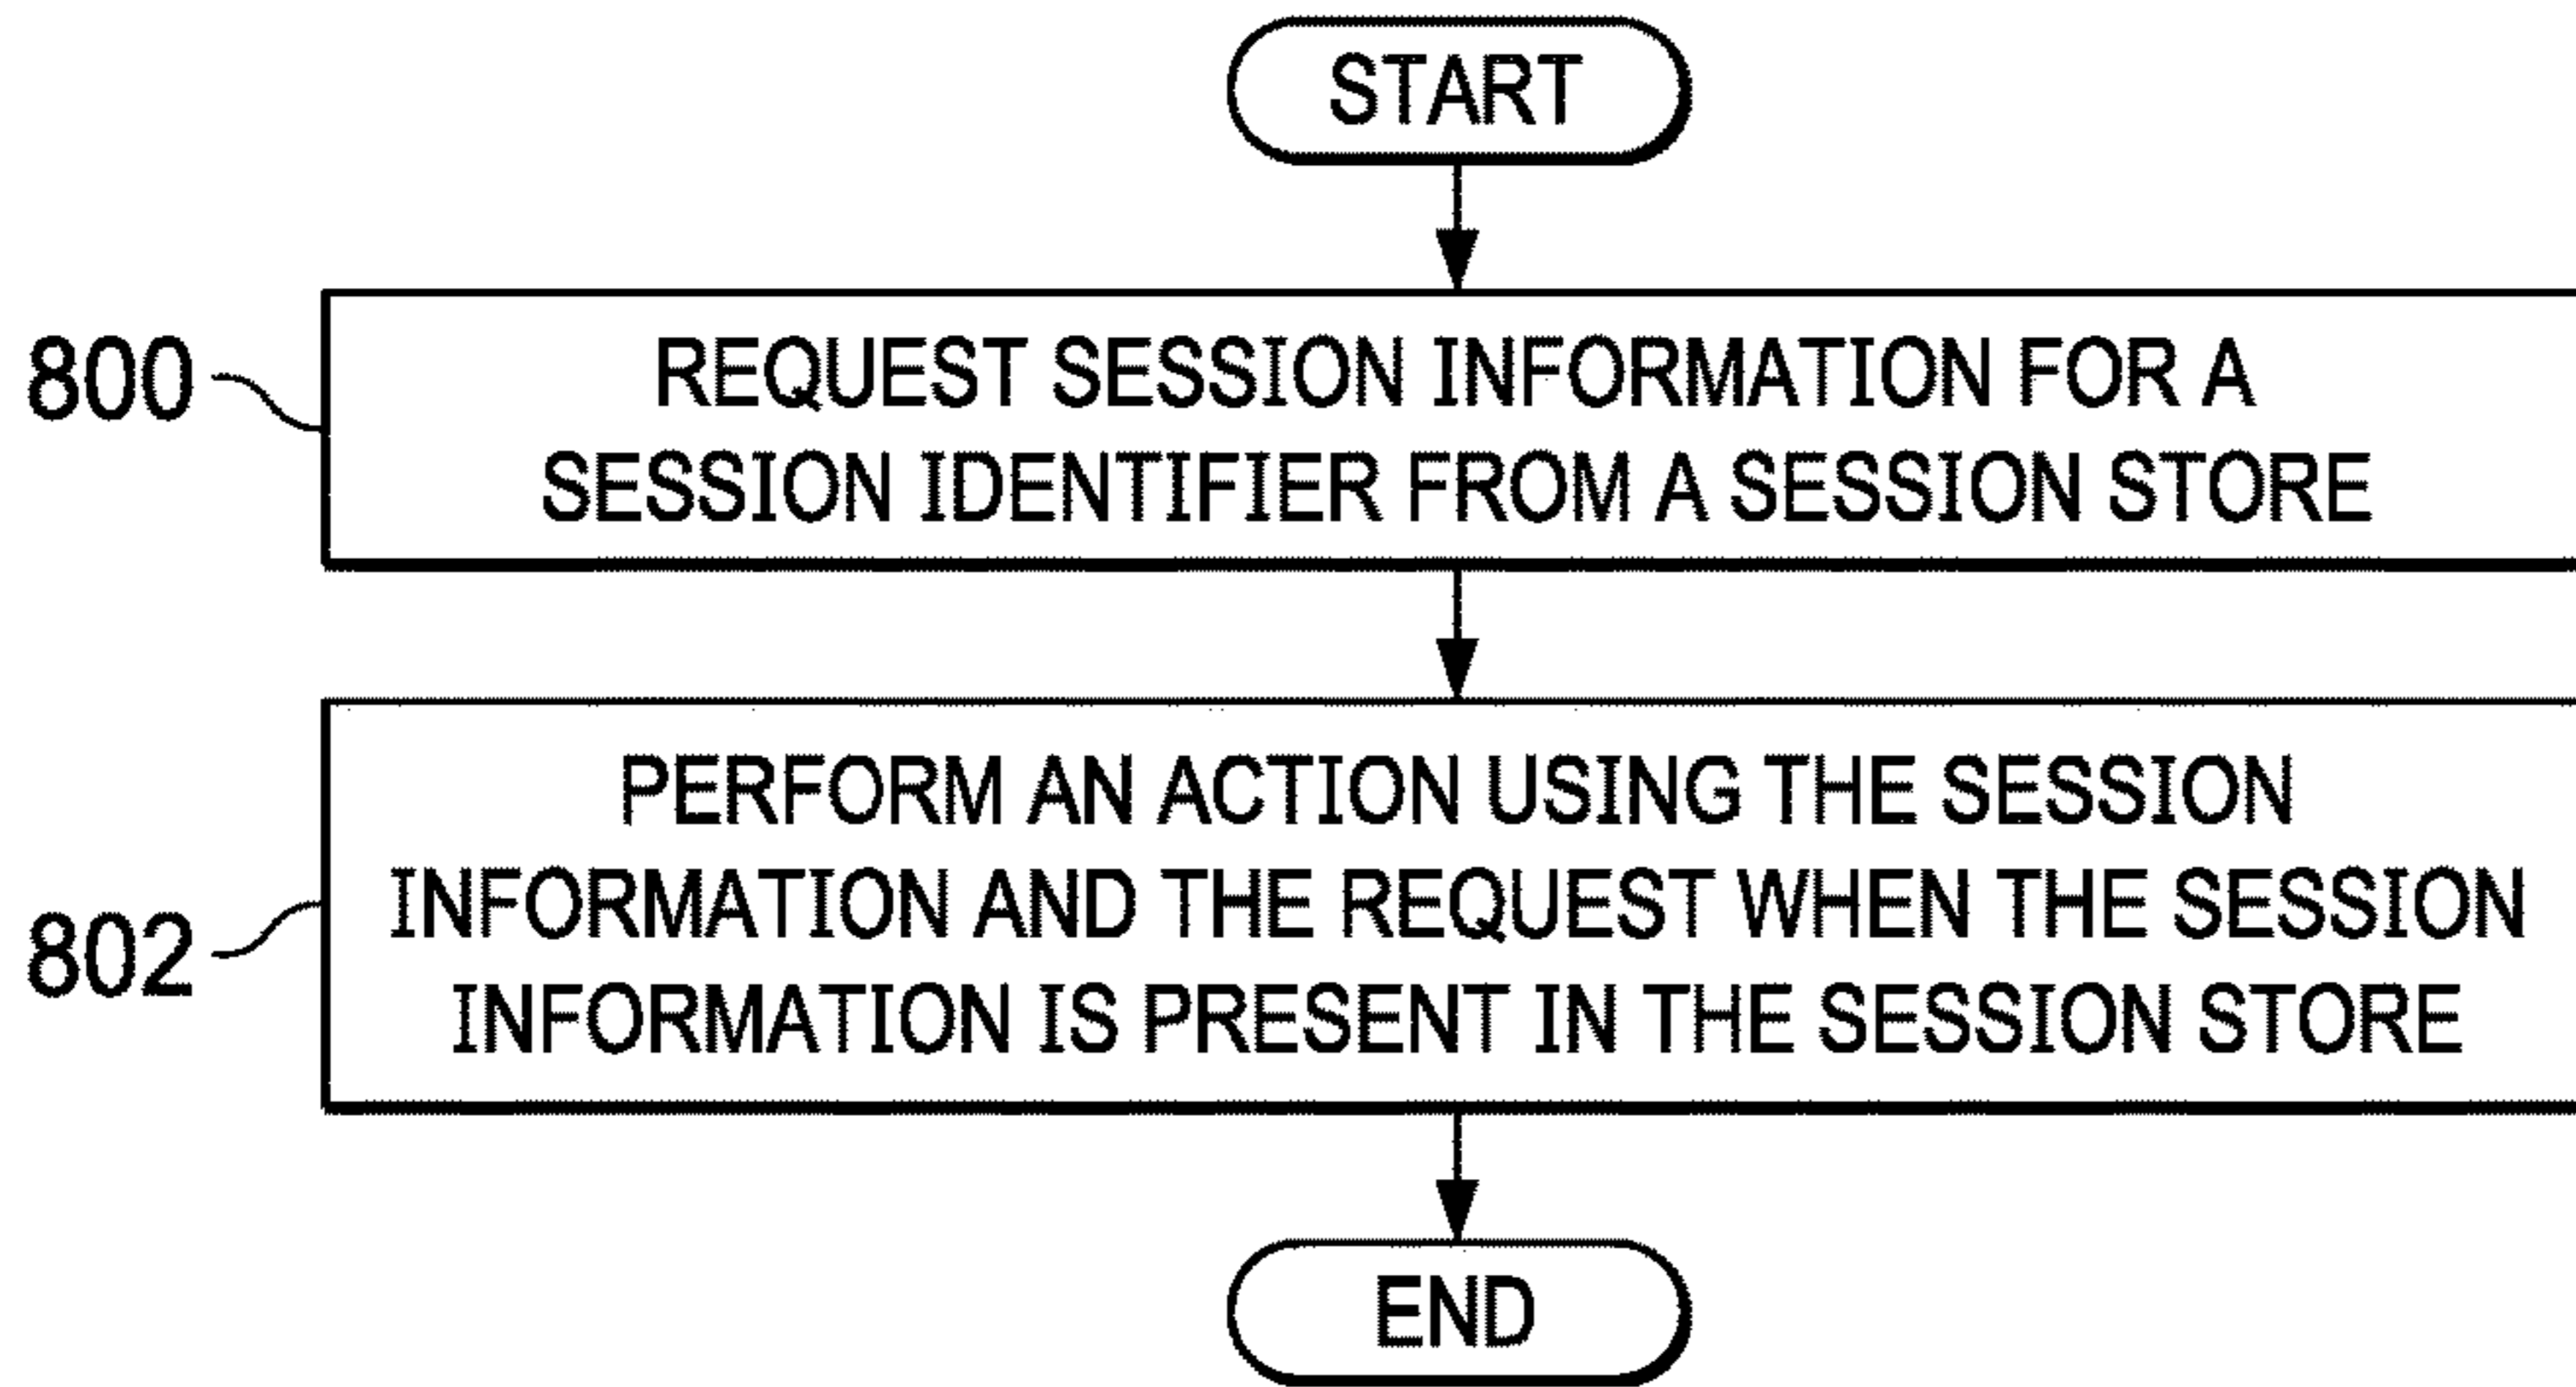 START
800
REQUEST SESSION INFORMATION FOR A
SESSION IDENTIFIER FROM A SESSION STORE
802
PERFORM AN ACTION USING THE SESSION
INFORMATION AND THE REQUEST WHEN THE SESSION
INFORMATION IS PRESENT IN THE SESSION STORE
END